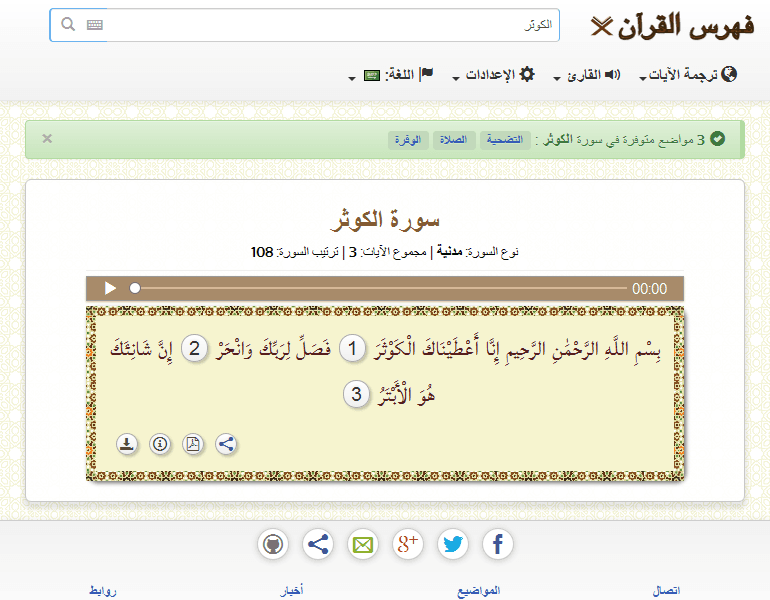 فهرس القرآن
الكوثر
ترجمة الآيات القارئ الإعدادات اللغة:
3 مواضع متوفرة في سورة الكوثر : التضحية الصلاة الوفرة ×
سورة الكوثر
نوع السورة: مدنية | مجموع الآيات: 3 | ترتيب السورة: 108
00:00
بِسْمِ اللَّهِ الرَّحْمَٰنِ الرَّحِيمِ إِنَّا أَعْطَيْنَاكَ الْكَوْثَرَ 1 فَصَلِّ لِرَبِّكَ وَانْحَرْ 2 إِنَّ شَانِئَكَ
هُوَ الْأَبْتَرُ 3
اتصال المواضيع أخبار روابط